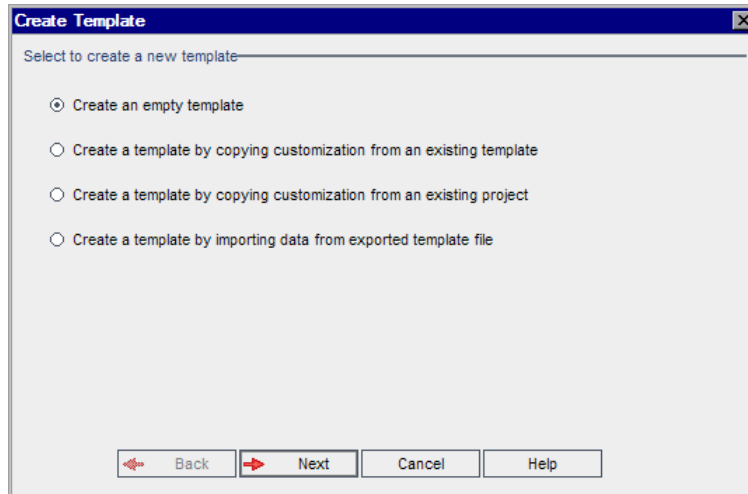 Create Template
Select to create a new template
Create an empty template
Create a template by copying customization from an existing template
Create a template by copying customization from an existing project
Create a template by importing data from exported template file
Back Next Cancel Help